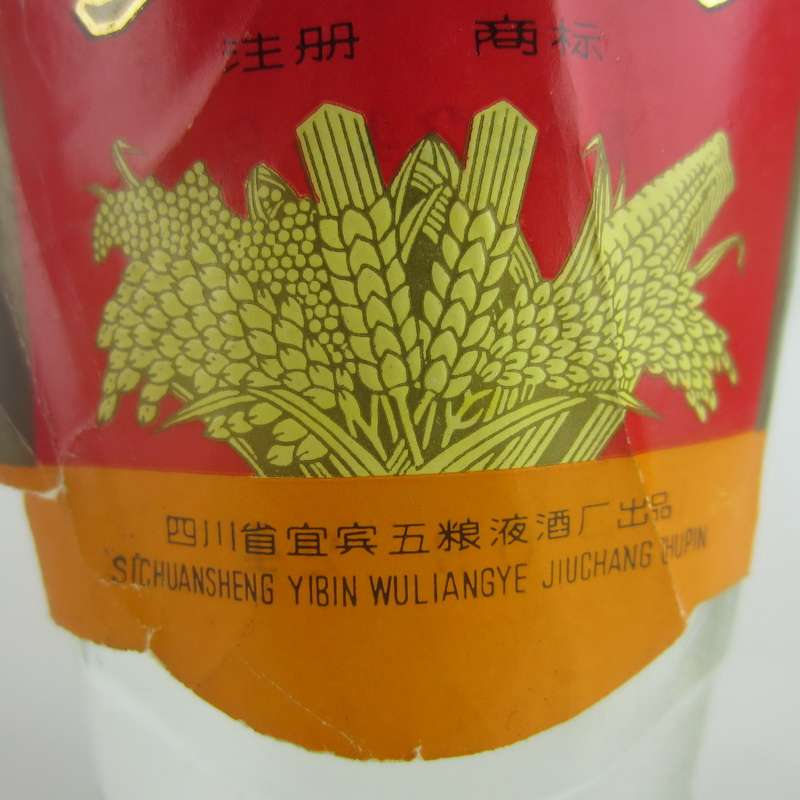 注册 商标
四川省宜宾五粮液酒厂出品
SICHUANSHENG YIBIN WULIANGYE JIUCHANG CHUPIN